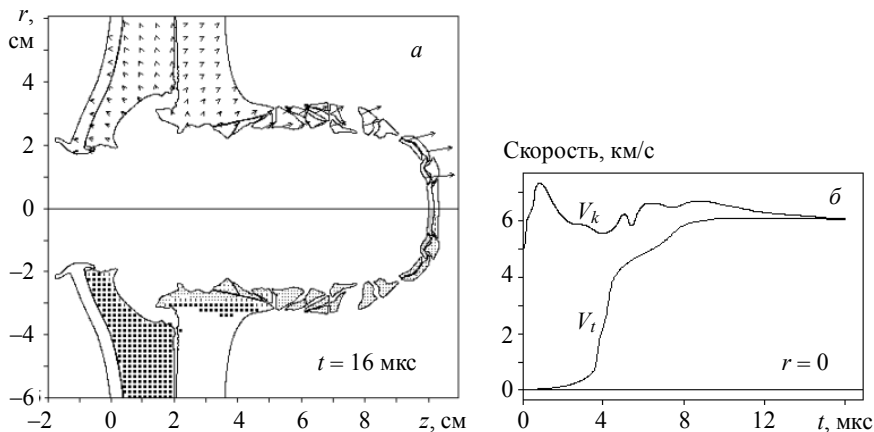 r,
см
а
4
2
0
−2
−4
−6
t = 16 мкс
−2 0 2 4 6 8 z, см
Скорость, км/с
б
6
4
2
0
V_k
V_t
r = 0
0 4 8 12 t, мкс